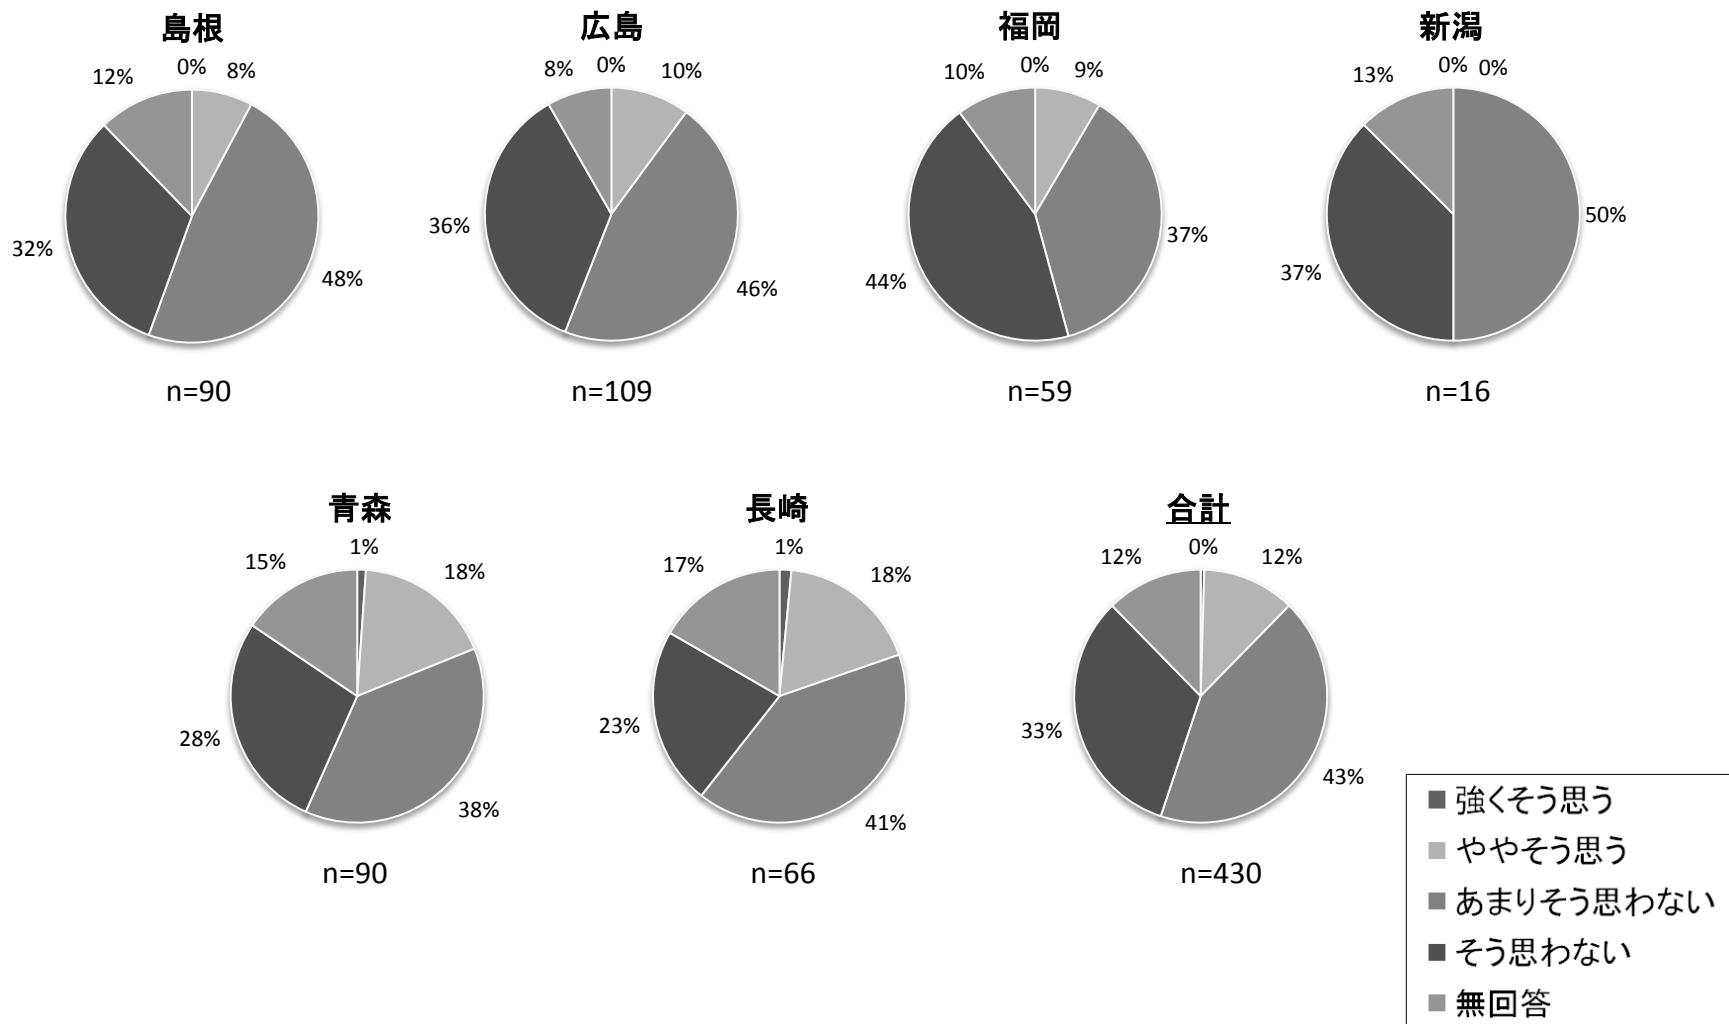 島根
12%
0%
8%
32%
48%
n=90
広島
8%
0%
10%
36%
46%
n=109
福岡
10%
0%
9%
44%
37%
n=59
新潟
13%
0%
0%
37%
50%
n=16
青森
15%
1%
18%
28%
38%
n=90
長崎
17%
1%
18%
23%
41%
n=66
合計
12%
0%
12%
33%
43%
n=430
強くそう思う
ややそう思う
あまりそう思わない
そう思わない
無回答